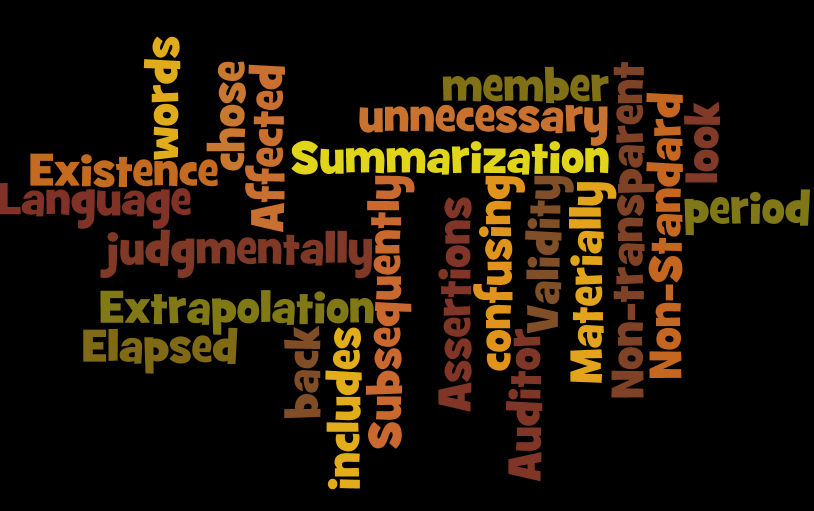 words
chose
Affected
member
unnecessary
Summarization
Existence
Language
judgmentally
Extrapolation
Elapsed
back
includes
Subsequently
Assertions
confusing
Auditor
Validity
Materially
Non-transparent
Non-Standard
look
period